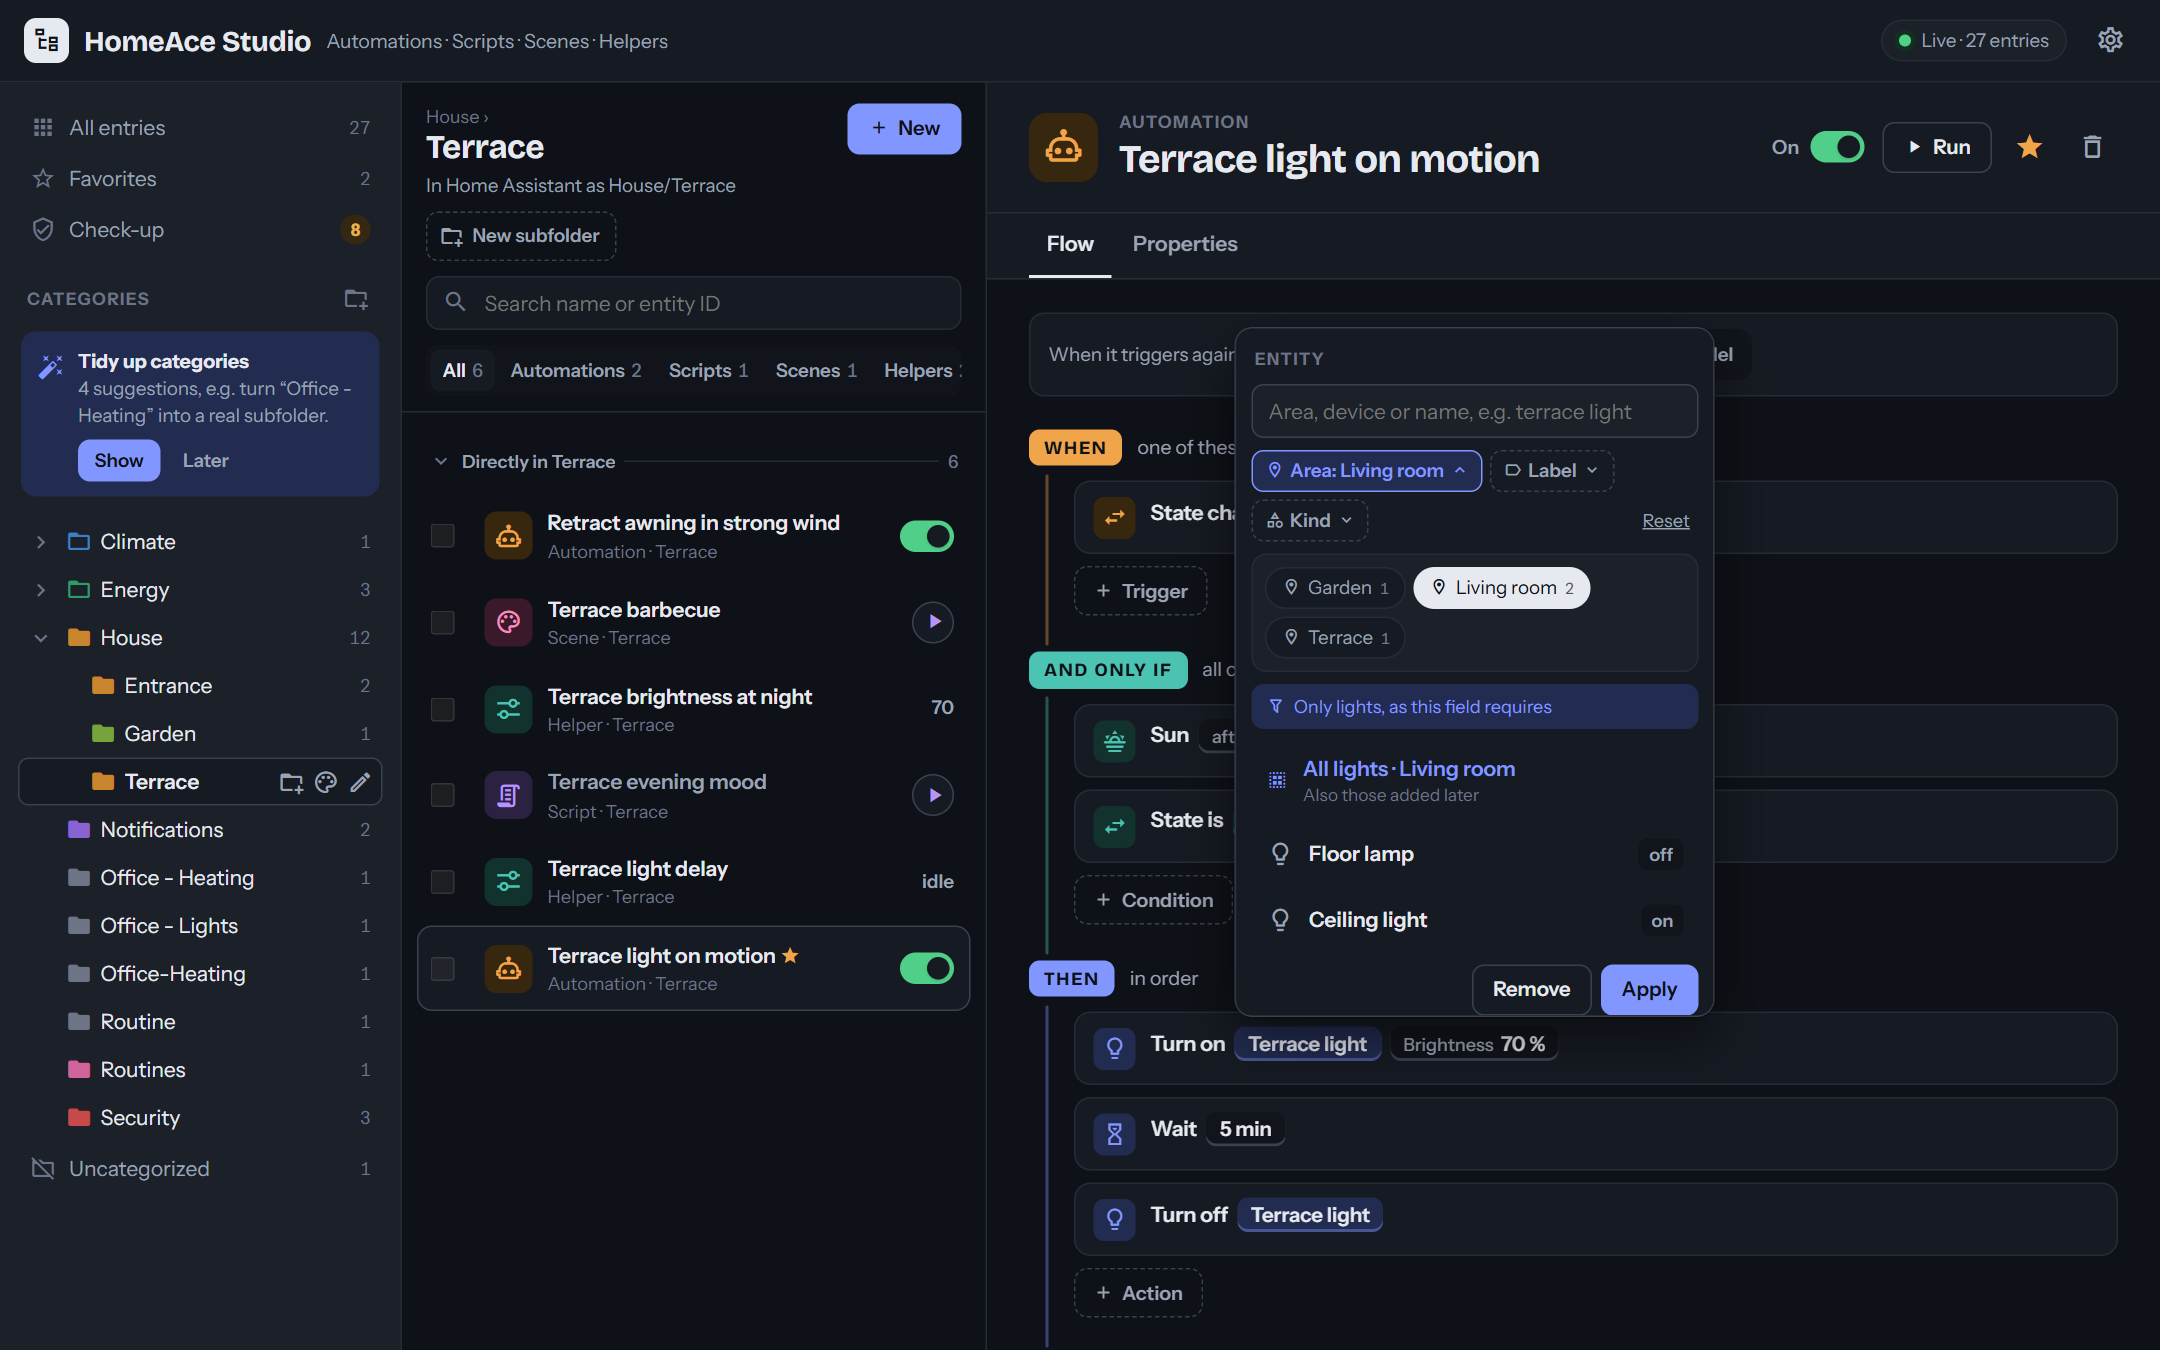 HomeAce Studio Automations · Scripts · Scenes · Helpers
Live · 27 entries
All entries 27
Favorites 2
Check-up 8
CATEGORIES
Tidy up categories
4 suggestions, e.g. turn “Office -
Heating” into a real subfolder.
Show Later
Climate 1
Energy 3
House 12
Entrance 2
Garden 1
Terrace
Notifications 2
Office - Heating 1
Office - Lights 1
Office-Heating 1
Routine 1
Routines 1
Security 3
Uncategorized 1
House ›
Terrace
+ New
In Home Assistant as House/Terrace
New subfolder
Search name or entity ID
All 6 Automations 2 Scripts 1 Scenes 1 Helpers
Directly in Terrace 6
Retract awning in strong wind
Automation · Terrace
Terrace barbecue
Scene · Terrace
Terrace brightness at night
Helper · Terrace
70
Terrace evening mood
Script · Terrace
Terrace light delay
Helper · Terrace
idle
Terrace light on motion
Automation · Terrace
AUTOMATION
Terrace light on motion
On Run
Flow Properties
When it triggers again
WHEN one of thes
State cha
+ Trigger
AND ONLY IF all c
Sun aft
State is
+ Condition
THEN in order
Turn on Terrace light Brightness 70 %
Wait 5 min
Turn off Terrace light
+ Action
ENTITY
Area, device or name, e.g. terrace light
Area: Living room Label
Kind Reset
Garden 1 Living room 2
Terrace 1
Only lights, as this field requires
All lights · Living room
Also those added later
Floor lamp off
Ceiling light on
Remove Apply